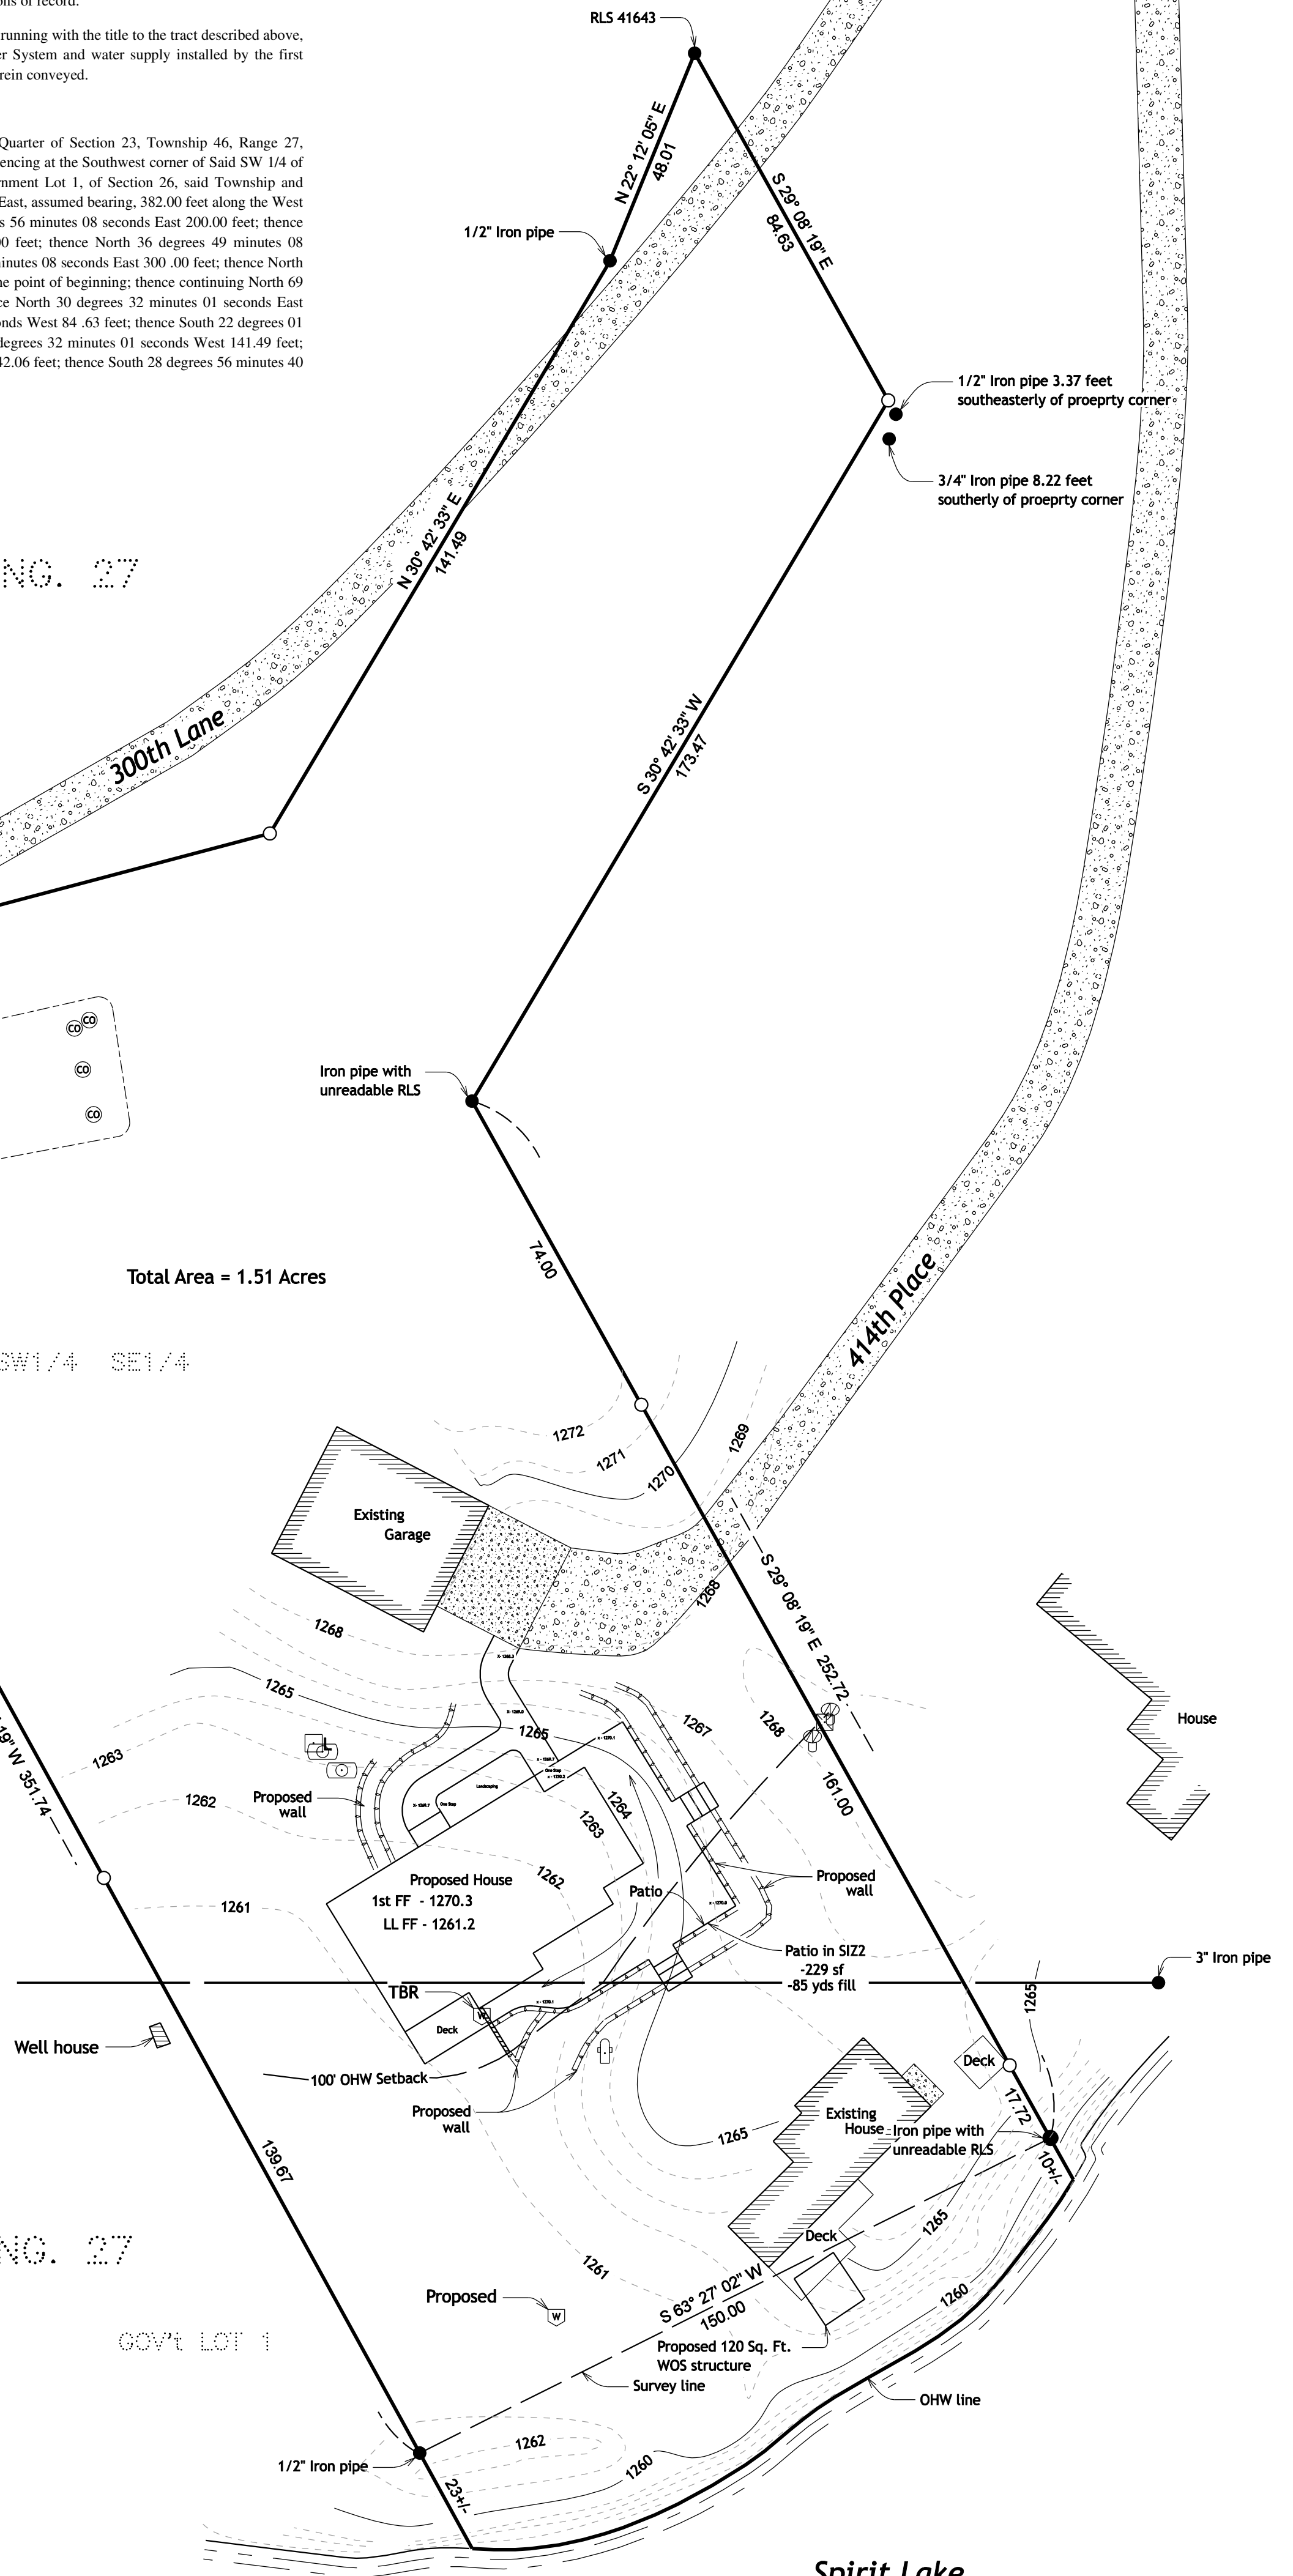 ons of record.
running with the title to the tract described above,
er System and water supply installed by the first
rein conveyed.
Quarter of Section 23, Township 46, Range 27,
encing at the Southwest corner of Said SW 1/4 of
rnment Lot 1, of Section 26, said Township and
East, assumed bearing, 382.00 feet along the West
s 56 minutes 08 seconds East 200.00 feet; thence
00 feet; thence North 36 degrees 49 minutes 08
inutes 08 seconds East 300 .00 feet; thence North
he point of beginning; thence continuing North 69
ce North 30 degrees 32 minutes 01 seconds East
onds West 84 .63 feet; thence South 22 degrees 01
degrees 32 minutes 01 seconds West 141.49 feet;
42.06 feet; thence South 28 degrees 56 minutes 40
RLS 41643
N 22° 12' 05" E
48.01
S 29° 08' 19" E
84.63
1/2" Iron pipe
1/2" Iron pipe 3.37 feet
southeasterly of proeprty corner
3/4" Iron pipe 8.22 feet
southerly of proeprty corner
N 30° 42' 33" E
141.49
NG. 27
S 30° 42' 33" W
173.47
300th Lane
CO
CO
CO
CO
Iron pipe with
unreadable RLS
74.00
Total Area = 1.51 Acres
414th Place
SW1/4 SE1/4
1272
1271
1270
1269
Existing
Garage
1268
S 29° 08' 19" E 252.72
1268
1265
1265
1267
1268
House
1263
19" W 351.74
Landscaping
One Step
One Step
Proposed
wall
1262
1264
1263
161.00
Proposed House
1st FF - 1270.3
LL FF - 1261.2
1262
1261
Patio
Proposed
wall
Patio in SIZ2
-229 sf
-85 yds fill
3" Iron pipe
TBR
W
Deck
1265
Well house
100' OHW Setback
Deck
17.72
Proposed
wall
Existing
House
Iron pipe with
unreadable RLS
1265
10+/-
139.67
1265
Deck
NG. 27
1261
S 63° 27' 02" W
150.00
1260
Proposed
W
GOV't LOT 1
Proposed 120 Sq. Ft.
WOS structure
Survey line
OHW line
1262
1/2" Iron pipe
1260
23+/-
Spirit Lake